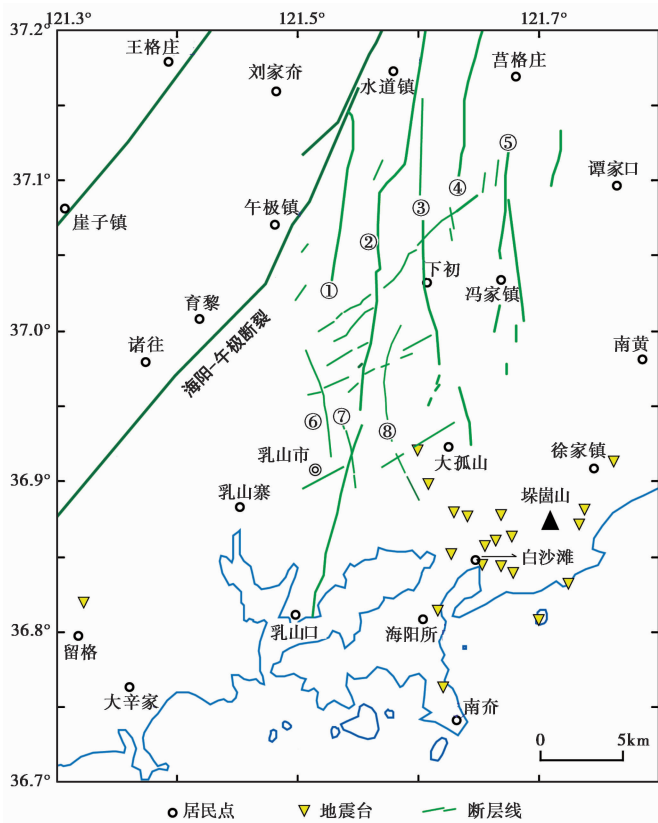 121.3° 121.5° 121.7°
37.2°
王格庄
刘家夼
水道镇
莒格庄
⑤
37.1°
④
谭家口
③
崖子镇
午极镇
②
下初
①
冯家镇
育黎
37.0°
诸往
海阳-午极断裂
南黄
⑥
⑦
⑧
乳山市
大孤山
徐家镇
36.9°
乳山寨
垛崮山
白沙滩
36.8°
乳山口
海阳所
留格
大辛家
南夼
0 5km
36.7°
居民点 地震台 断层线